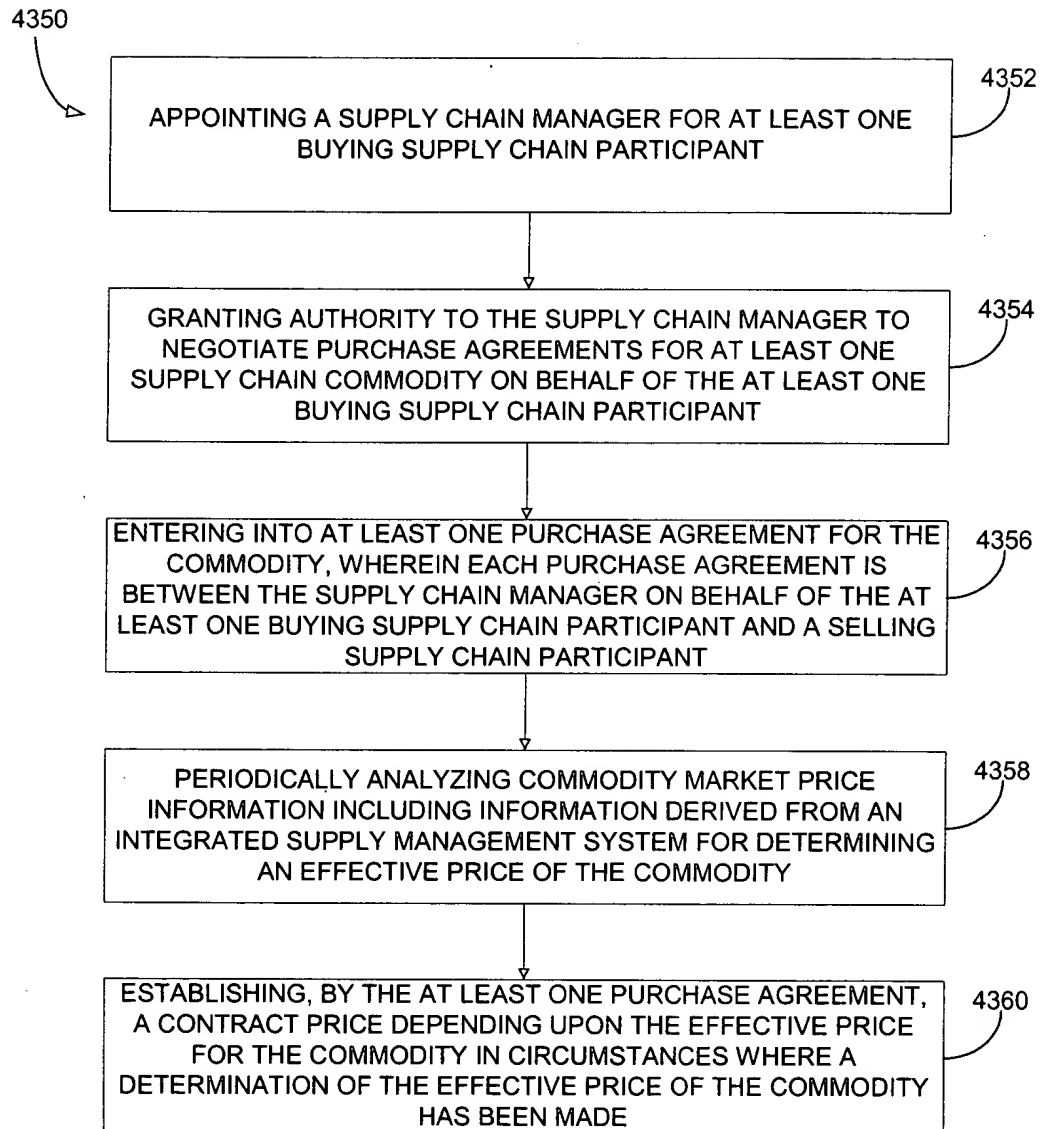 4350
4352
APPOINTING A SUPPLY CHAIN MANAGER FOR AT LEAST ONE
BUYING SUPPLY CHAIN PARTICIPANT
4354
GRANTING AUTHORITY TO THE SUPPLY CHAIN MANAGER TO
NEGOTIATE PURCHASE AGREEMENTS FOR AT LEAST ONE
SUPPLY CHAIN COMMODITY ON BEHALF OF THE AT LEAST ONE
BUYING SUPPLY CHAIN PARTICIPANT
4356
ENTERING INTO AT LEAST ONE PURCHASE AGREEMENT FOR THE
COMMODITY, WHEREIN EACH PURCHASE AGREEMENT IS
BETWEEN THE SUPPLY CHAIN MANAGER ON BEHALF OF THE AT
LEAST ONE BUYING SUPPLY CHAIN PARTICIPANT AND A SELLING
SUPPLY CHAIN PARTICIPANT
4358
PERIODICALLY ANALYZING COMMODITY MARKET PRICE
INFORMATION INCLUDING INFORMATION DERIVED FROM AN
INTEGRATED SUPPLY MANAGEMENT SYSTEM FOR DETERMINING
AN EFFECTIVE PRICE OF THE COMMODITY
4360
ESTABLISHING, BY THE AT LEAST ONE PURCHASE AGREEMENT,
A CONTRACT PRICE DEPENDING UPON THE EFFECTIVE PRICE
FOR THE COMMODITY IN CIRCUMSTANCES WHERE A
DETERMINATION OF THE EFFECTIVE PRICE OF THE COMMODITY
HAS BEEN MADE